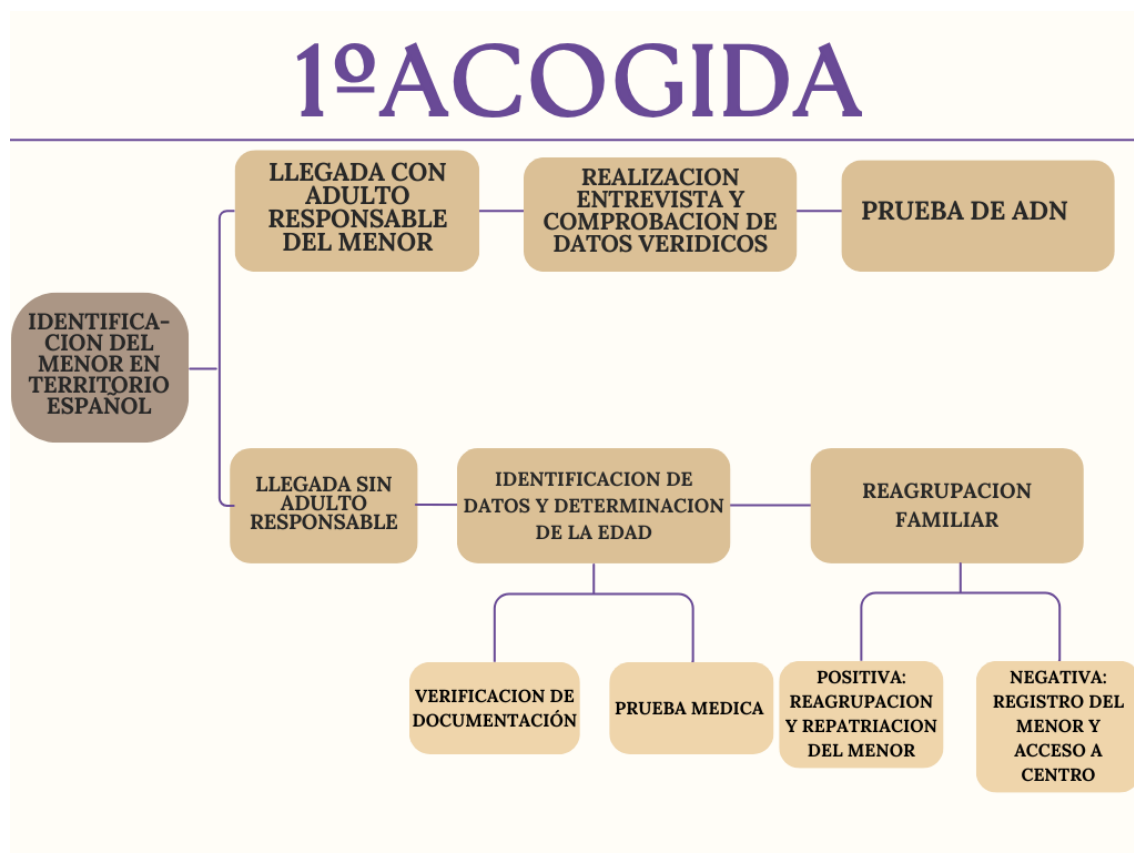 1ºACOGIDA
LLEGADA CON
ADULTO
RESPONSABLE
DEL MENOR
REALIZACION
ENTREVISTA Y
COMPROBACION DE
DATOS VERIDICOS
PRUEBA DE ADN
IDENTIFICA-
CION DEL
MENOR EN
TERRITORIO
ESPAÑOL
LLEGADA SIN
ADULTO
RESPONSABLE
IDENTIFICACION DE
DATOS Y DETERMINACION
DE LA EDAD
REAGRUPACION
FAMILIAR
VERIFICACION DE
DOCUMENTACIÓN
PRUEBA MEDICA
POSITIVA:
REAGRUPACION
Y REPATRIACION
DEL MENOR
NEGATIVA:
REGISTRO DEL
MENOR Y
ACCESO A
CENTRO